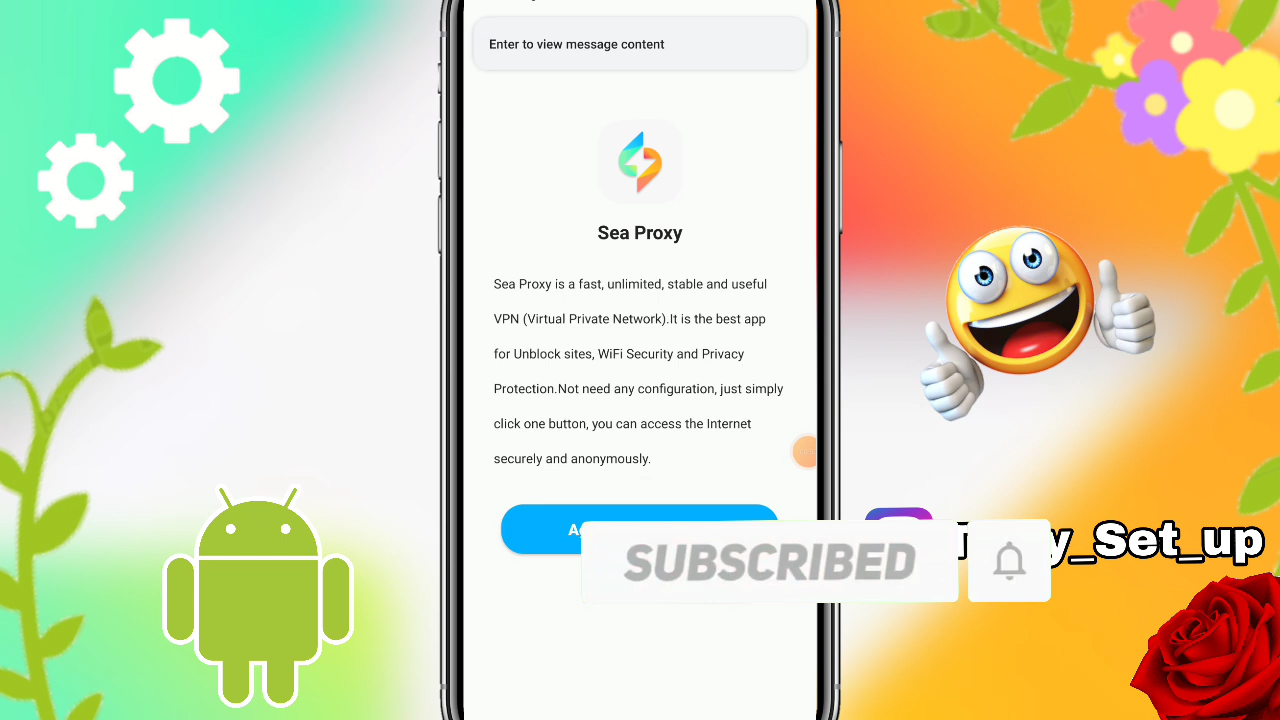 Enter to view message content
Sea Proxy
Sea Proxy is a fast, unlimited, stable and useful
VPN (Virtual Private Network).It is the best app
for Unblock sites, WiFi Security and Privacy
Protection.Not need any configuration, just simply
click one button, you can access the Internet
securely and anonymously.
SUBSCRIBED
y_Set_up